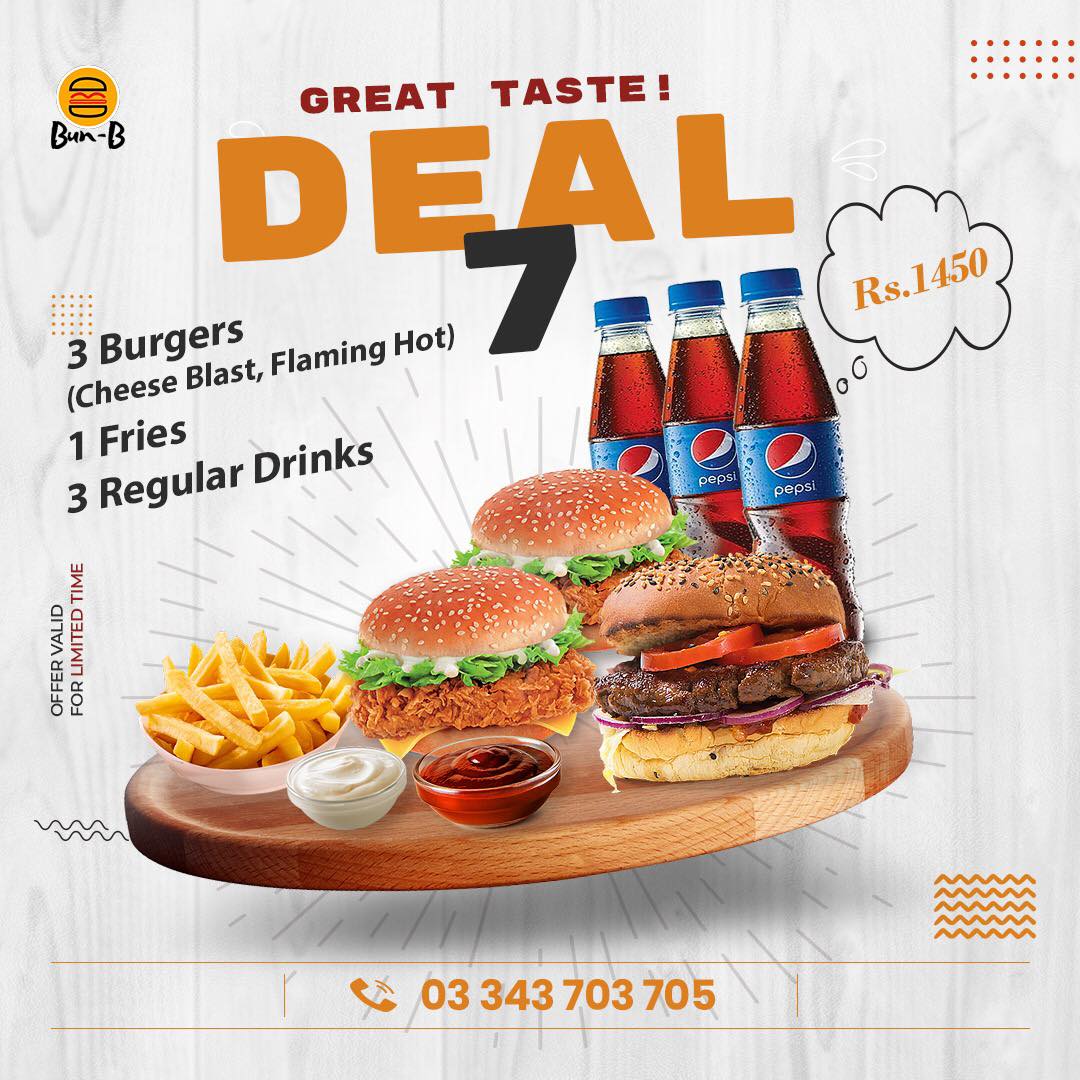 Bun-B
GREAT TASTE!
DEAL
7
Rs.1450
3 Burgers
(Cheese Blast, Flaming Hot)
1 Fries
3 Regular Drinks
pepsi
pepsi
OFFER VALID
FOR LIMITED TIME
03 343 703 705